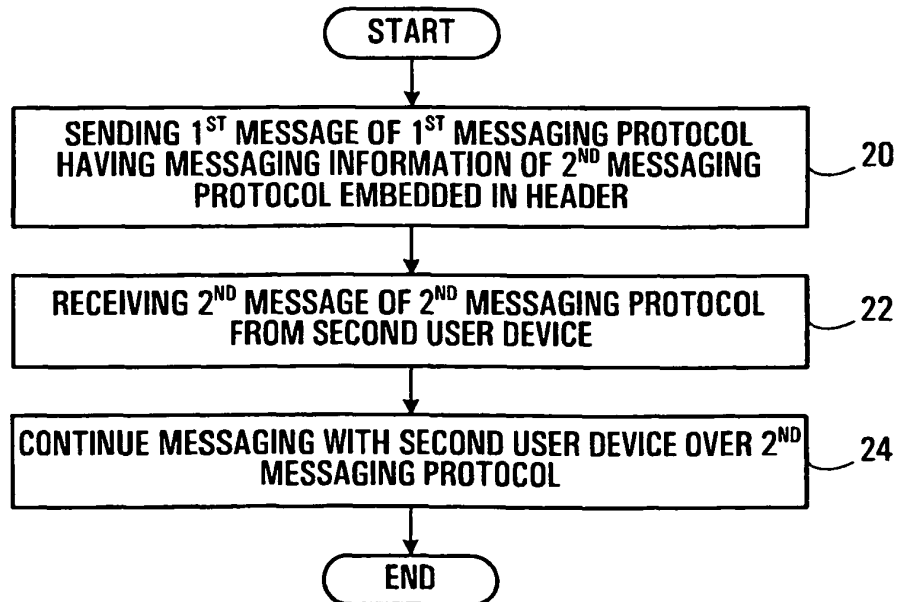 START
SENDING 1ST MESSAGE OF 1ST MESSAGING PROTOCOL
HAVING MESSAGING INFORMATION OF 2ND MESSAGING
PROTOCOL EMBEDDED IN HEADER
20
RECEIVING 2ND MESSAGE OF 2ND MESSAGING PROTOCOL
FROM SECOND USER DEVICE
22
CONTINUE MESSAGING WITH SECOND USER DEVICE OVER 2ND
MESSAGING PROTOCOL
24
END